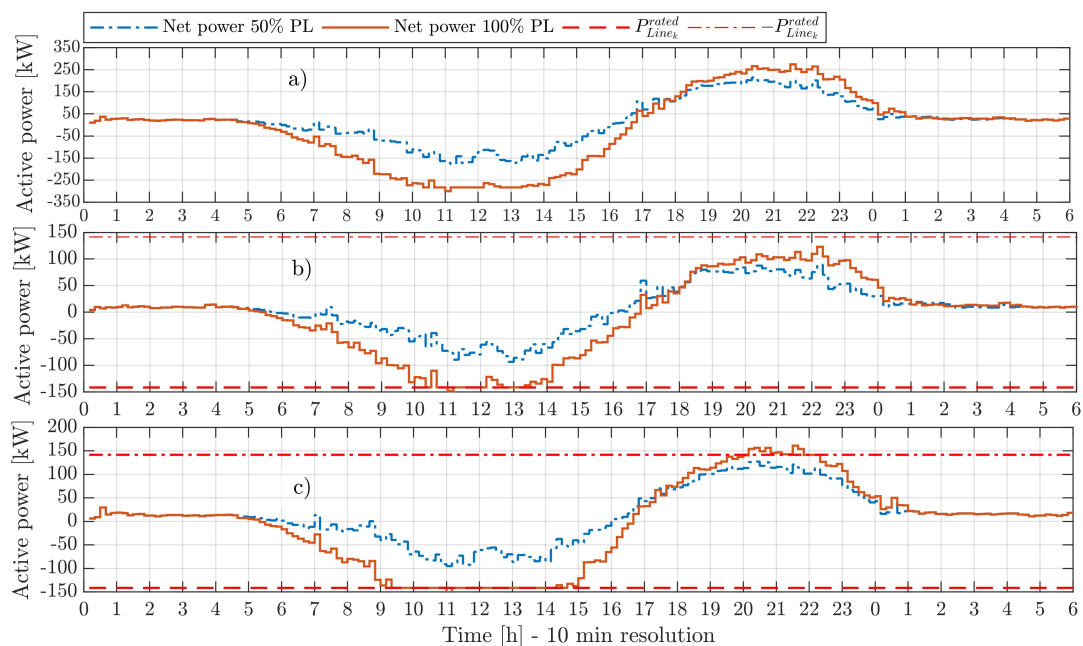 Net power 50% PL Net power 100% PL P^{rated}_{Line_k} −P^{rated}_{Line_k}
Active power [kW]
350
250
150
50
-50
-150
-250
-350
a)
0 1 2 3 4 5 6 7 8 9 10 11 12 13 14 15 16 17 18 19 20 21 22 23 0 1 2 3 4 5 6
Active power [kW]
150
100
50
0
-50
-100
-150
b)
0 1 2 3 4 5 6 7 8 9 10 11 12 13 14 15 16 17 18 19 20 21 22 23 0 1 2 3 4 5 6
Active power [kW]
200
150
100
50
0
-50
-100
-150
c)
0 1 2 3 4 5 6 7 8 9 10 11 12 13 14 15 16 17 18 19 20 21 22 23 0 1 2 3 4 5 6
Time [h] - 10 min resolution